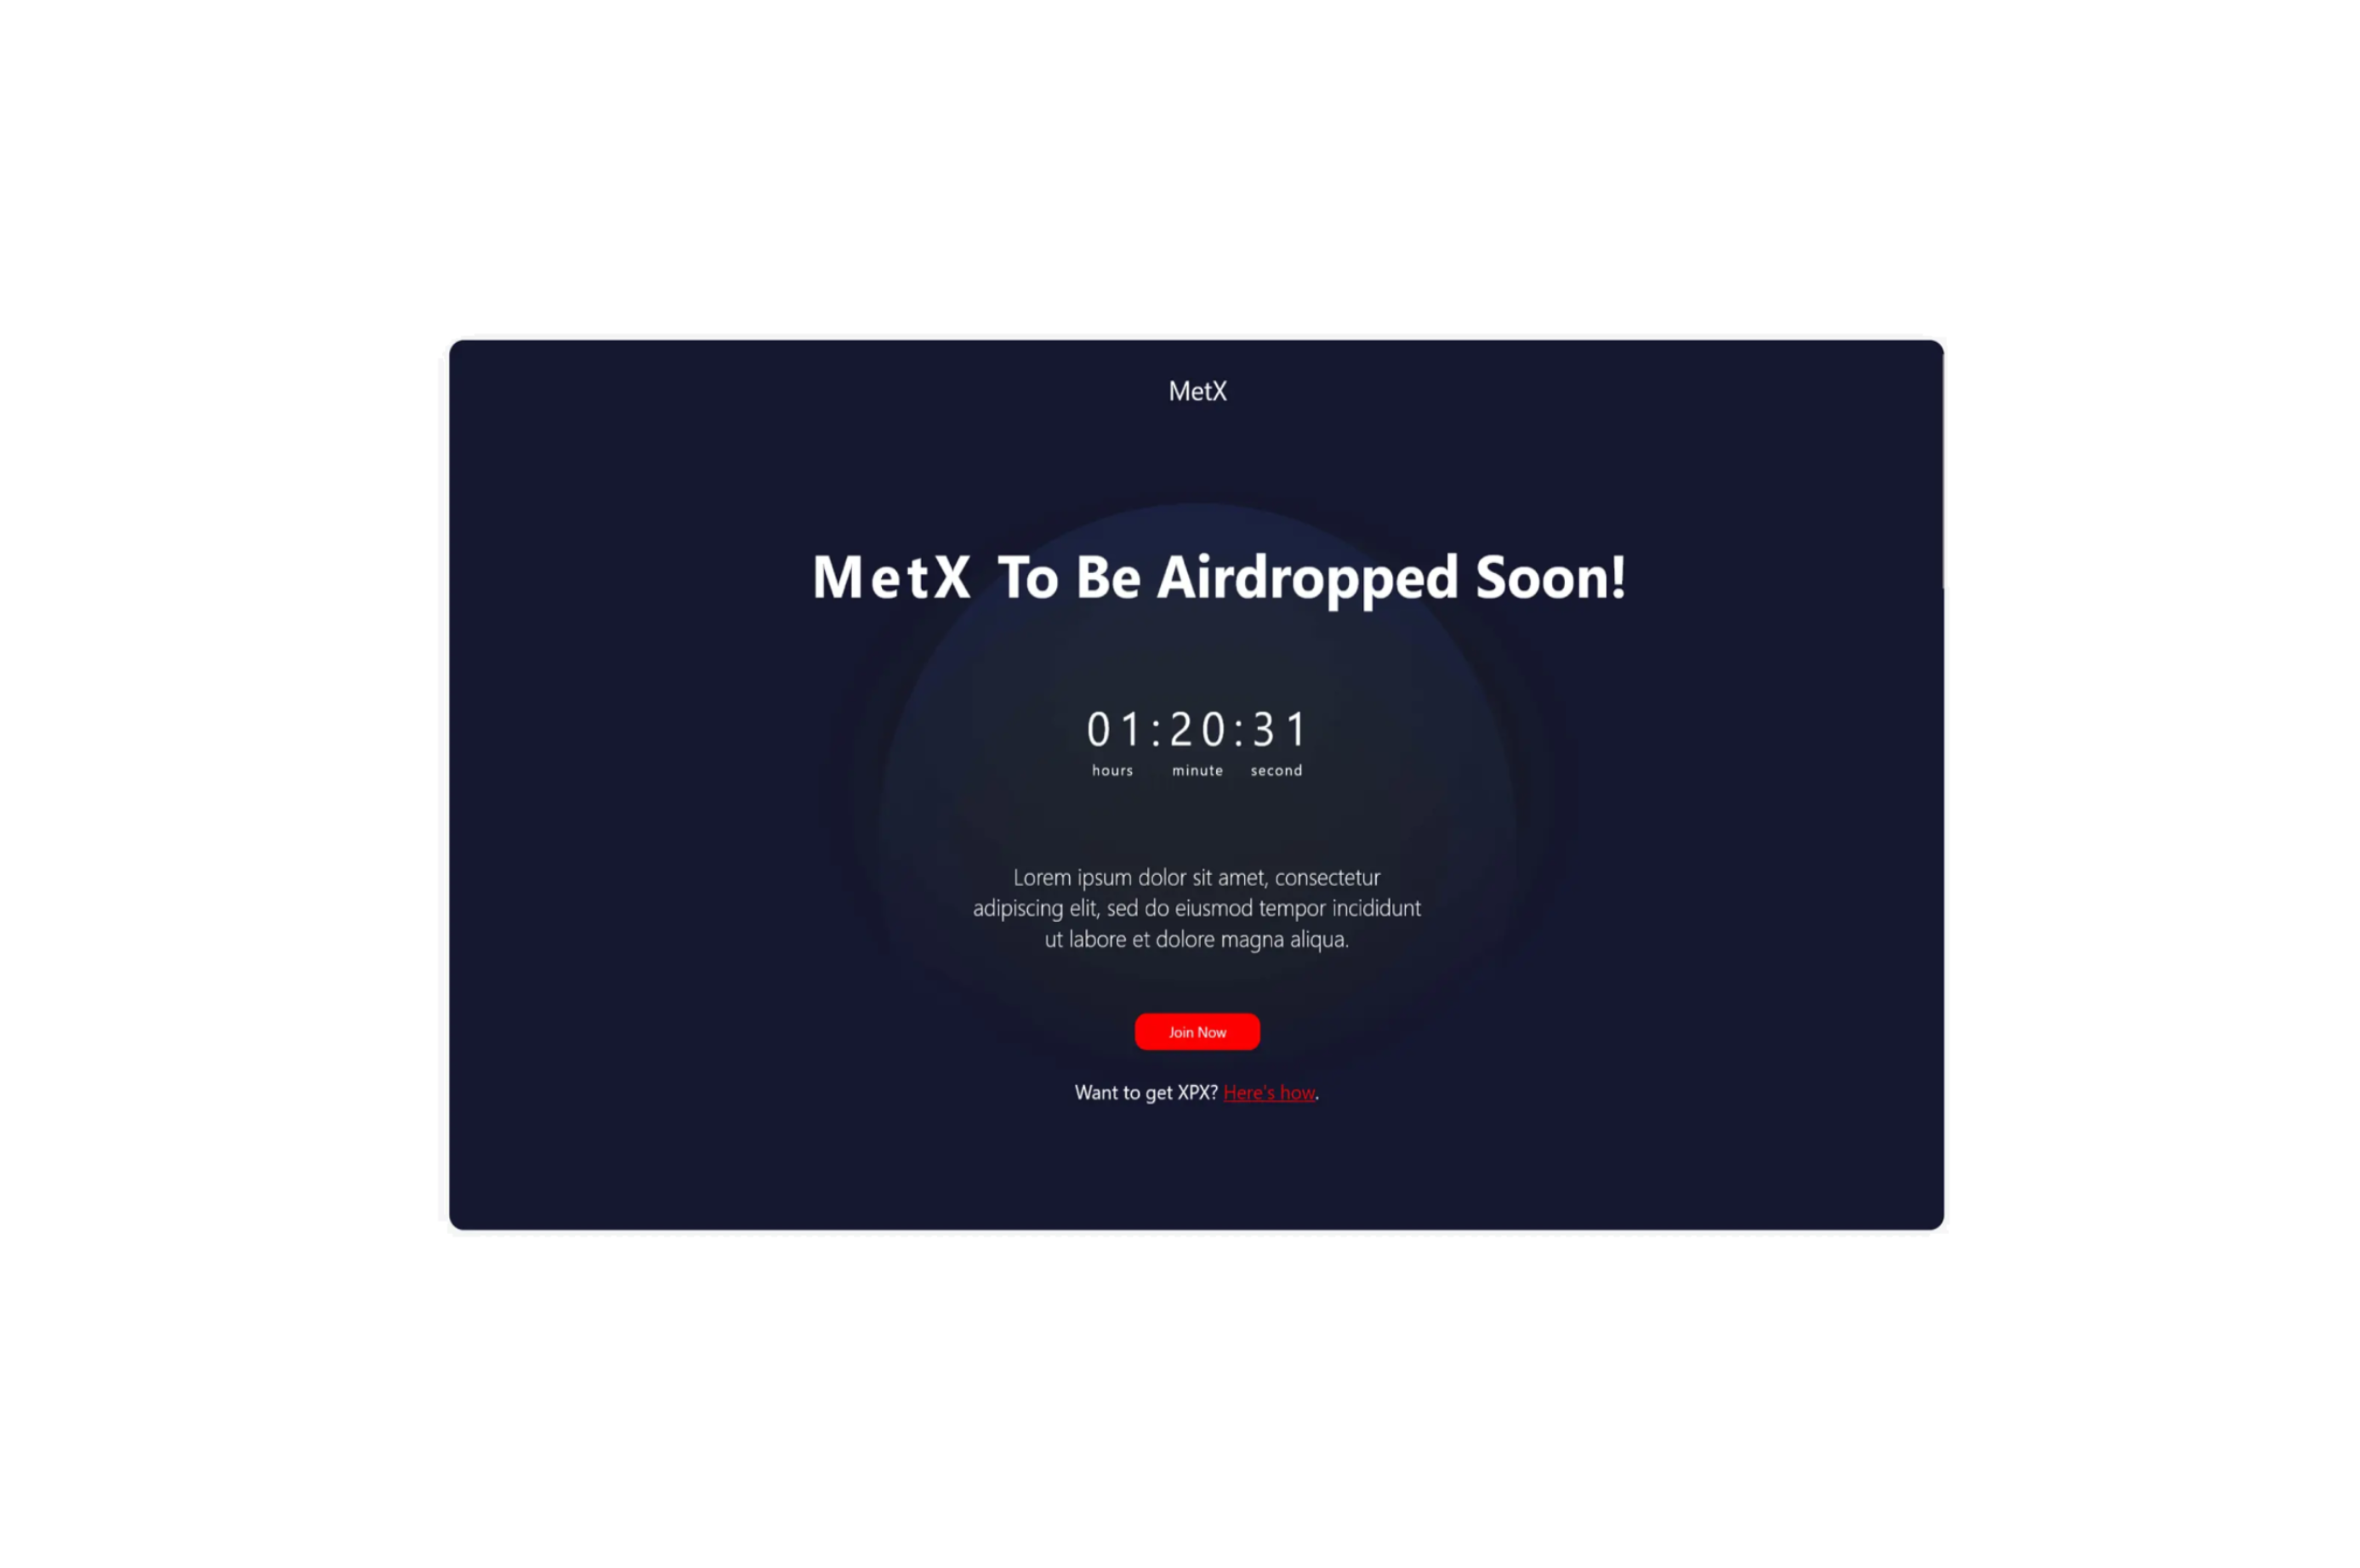 MetX
MetX To Be Airdropped Soon!
01:20:31
hours minute second
Lorem ipsum dolor sit amet, consectetur
adipiscing elit, sed do eiusmod tempor incididunt
ut labore et dolore magna aliqua.
Join Now
Want to get XPX? Here's how.